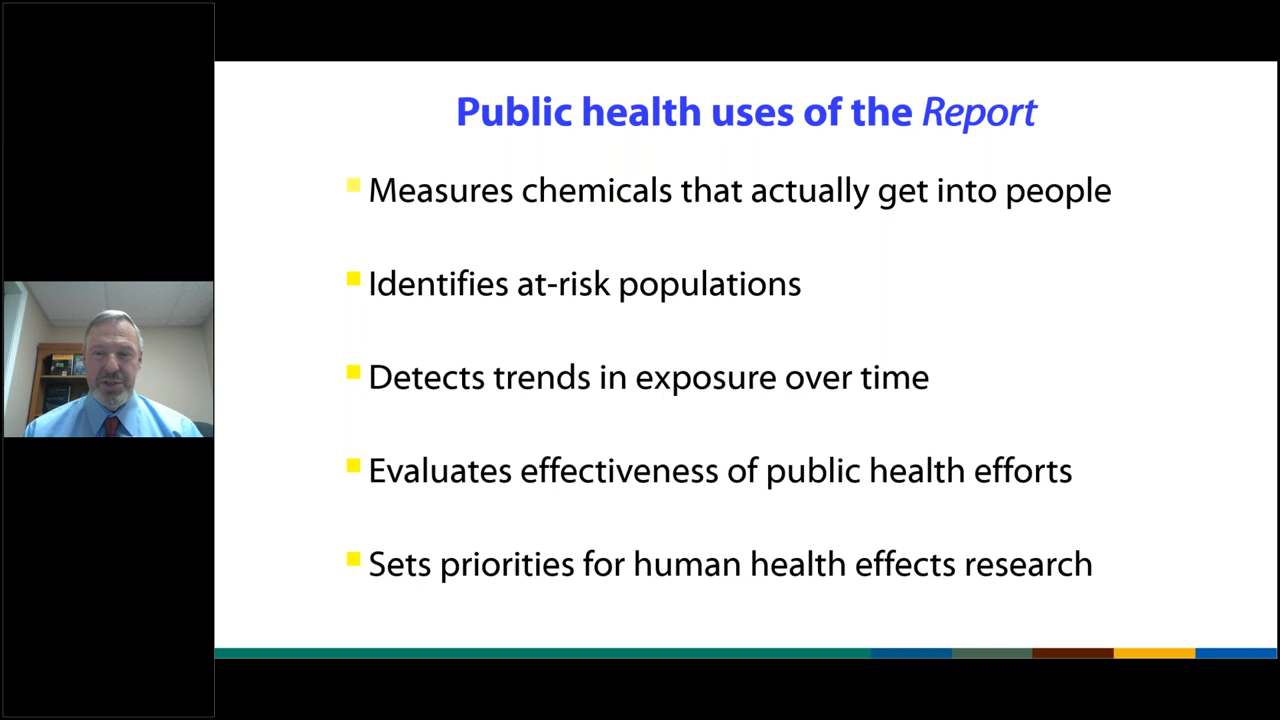 Public health uses of the Report
Measures chemicals that actually get into people
Identifies at-risk populations
Detects trends in exposure over time
Evaluates effectiveness of public health efforts
Sets priorities for human health effects research